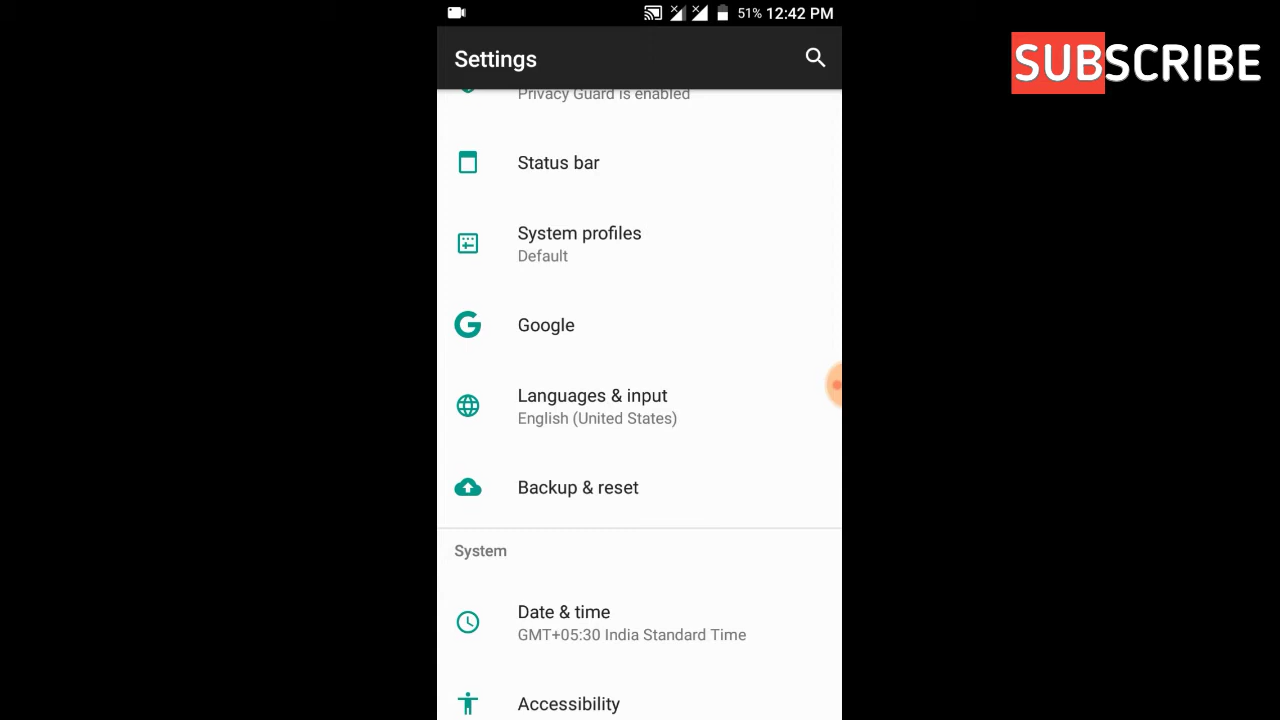 51% 12:42 PM
Settings
SUBSCRIBE
Privacy Guard is enabled
Status bar
System profiles
Default
Google
Languages & input
English (United States)
Backup & reset
System
Date & time
GMT+05:30 India Standard Time
Accessibility